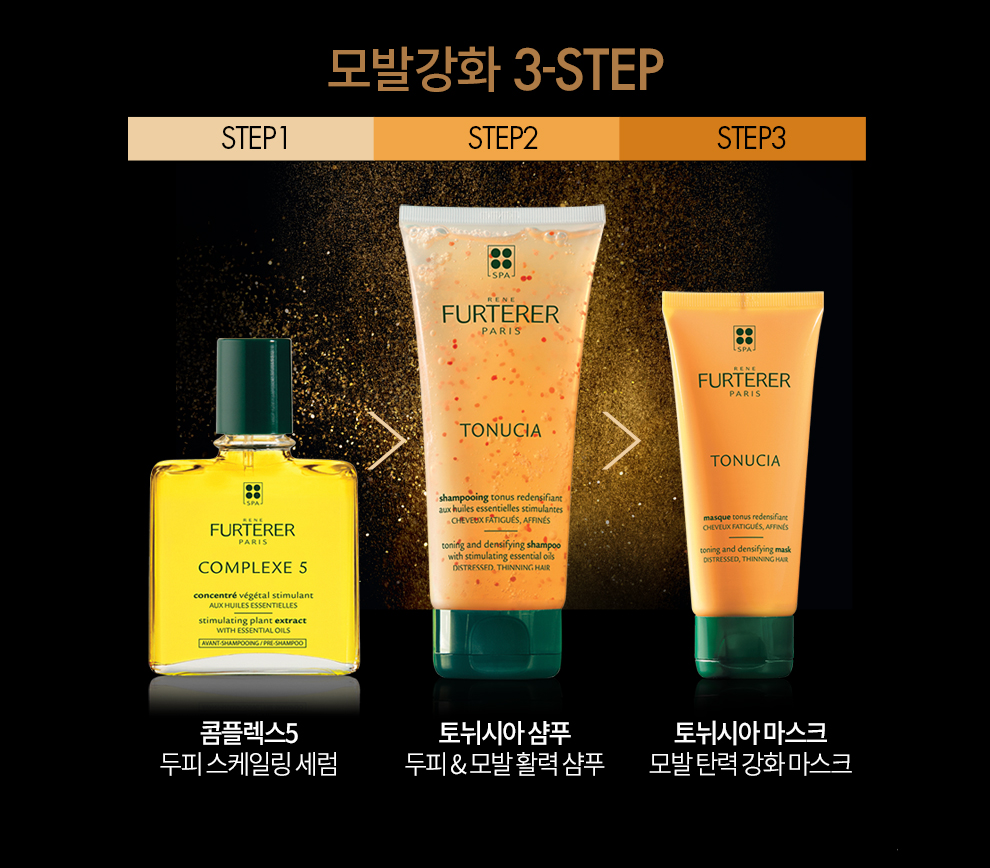 모발강화 3-STEP
STEP1
STEP2
STEP3
SPA
RENE
FURTERER
PARIS
COMPLEXE 5
concentré végétal stimulant
AUX HUILES ESSENTIELLES
stimulating plant extract
WITH ESSENTIAL OILS
AVANT-SHAMPOOING / PRE-SHAMPOO
SPA
RENE
FURTERER
PARIS
TONUCIA
shampooing tonus redensifiant
aux huiles essentielles stimulantes
CHEVEUX FATIGUÉS, AFFINÉS
toning and densifying shampoo
with stimulating essential oils
DISTRESSED, THINNING HAIR
SPA
RENE
FURTERER
PARIS
TONUCIA
masque tonus redensifiant
CHEVEUX FATIGUÉS, AFFINÉS
toning and densifying mask
DISTRESSED, THINNING HAIR
콤플렉스5
두피 스케일링 세럼
토뉘시아 샴푸
두피 & 모발 활력 샴푸
토뉘시아 마스크
모발 탄력 강화 마스크